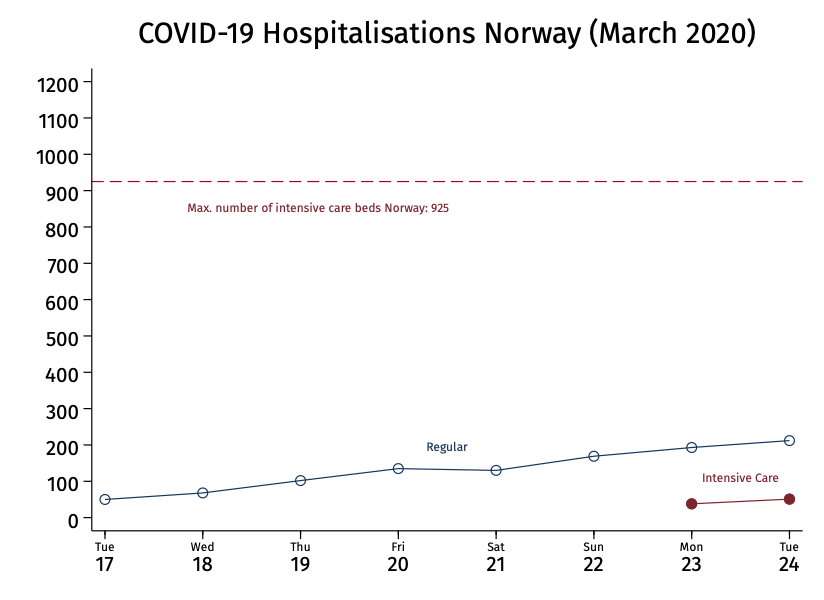 COVID-19 Hospitalisations Norway (March 2020)
1200
1100
1000
900
Max. number of intensive care beds Norway: 925
800
700
600
500
400
300
200
Regular
100
Intensive Care
0
Tue Wed Thu Fri Sat Sun Mon Tue
17 18 19 20 21 22 23 24